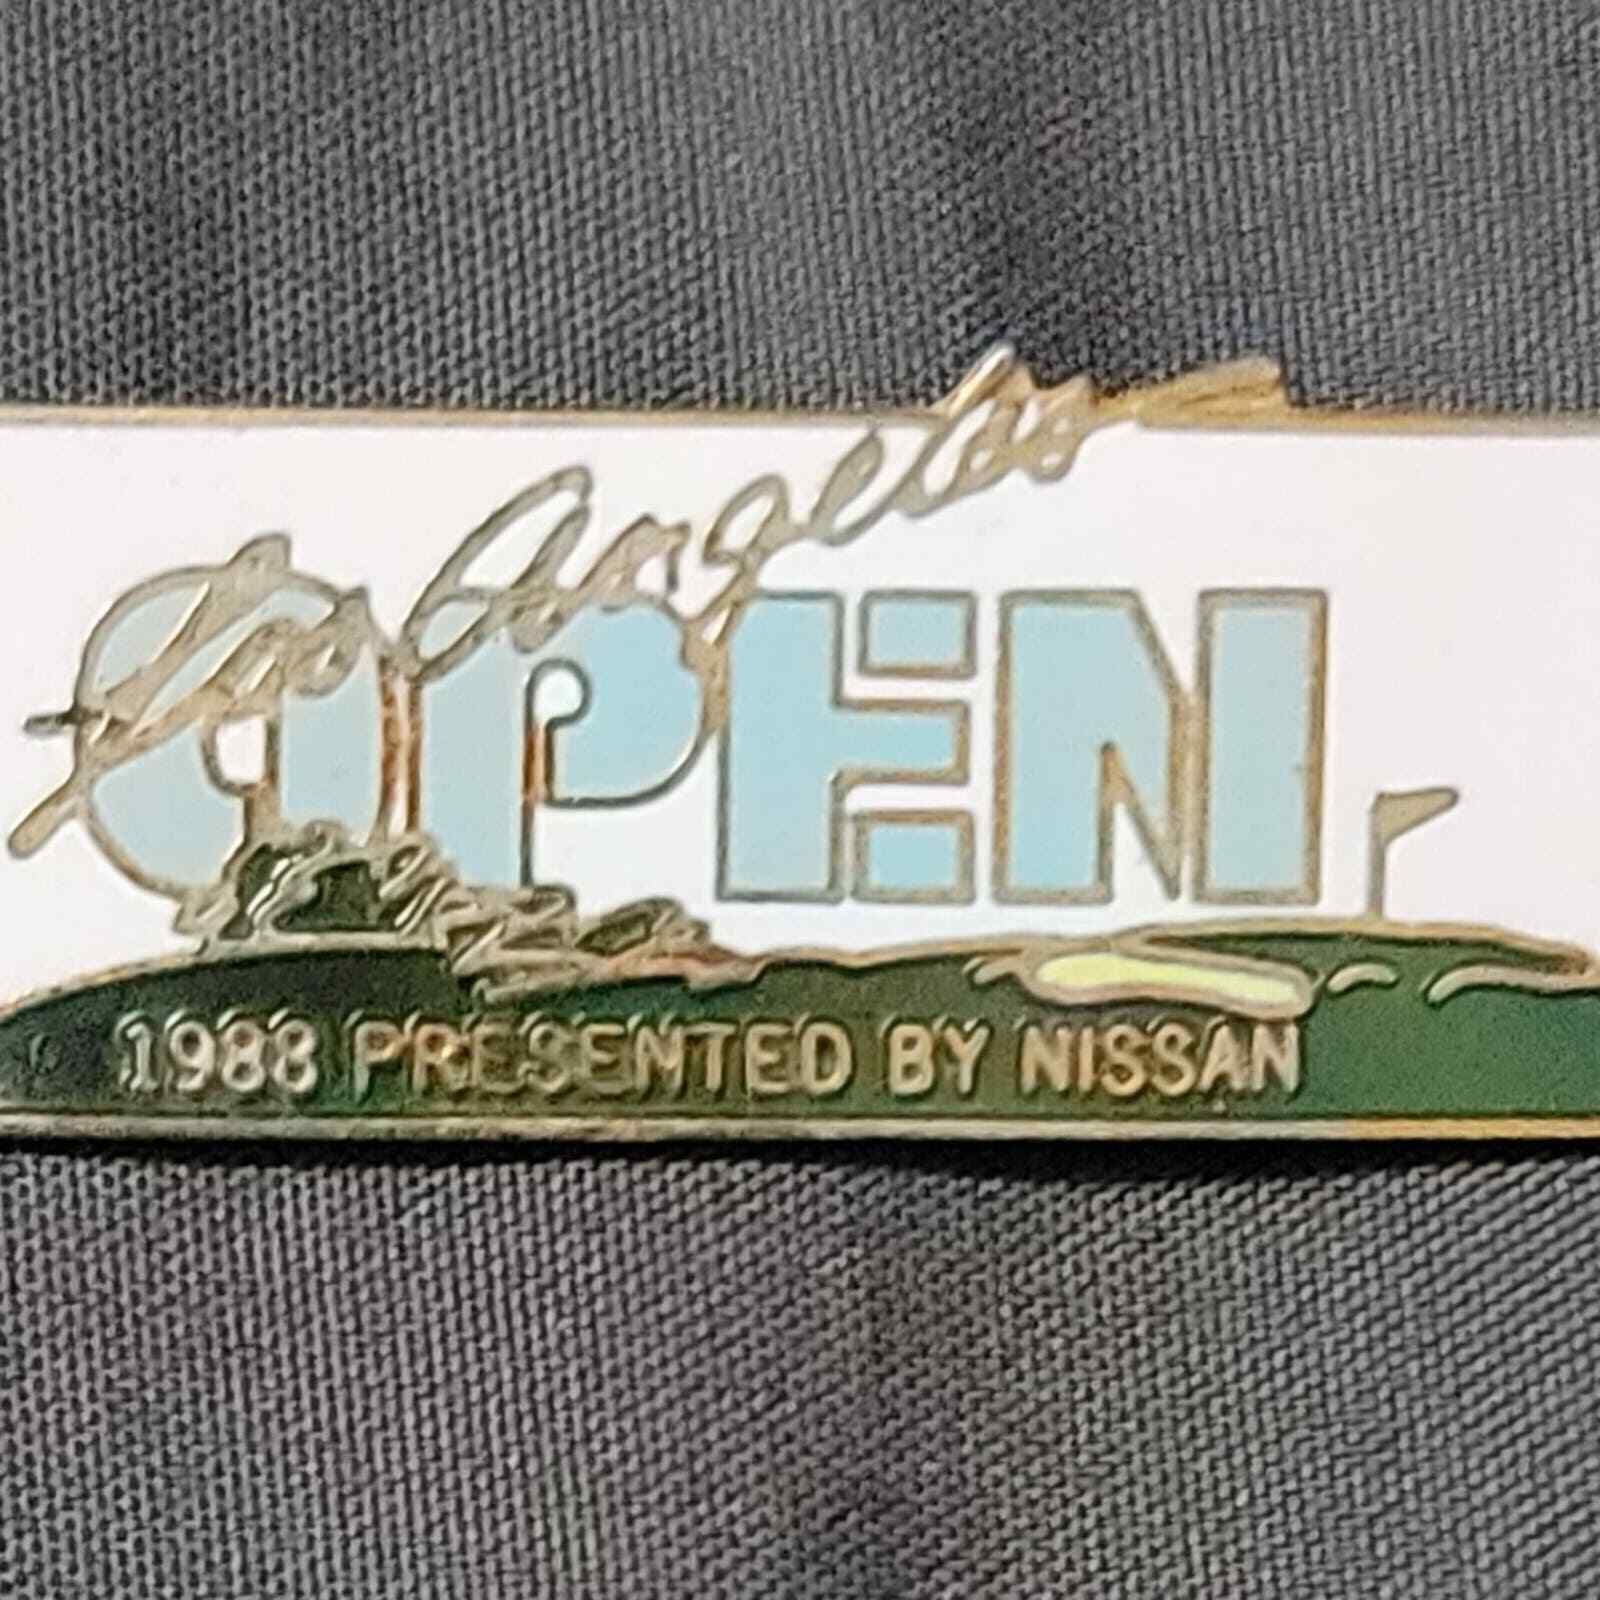 Los Angeles
OPEN
1988 PRESENTED BY NISSAN